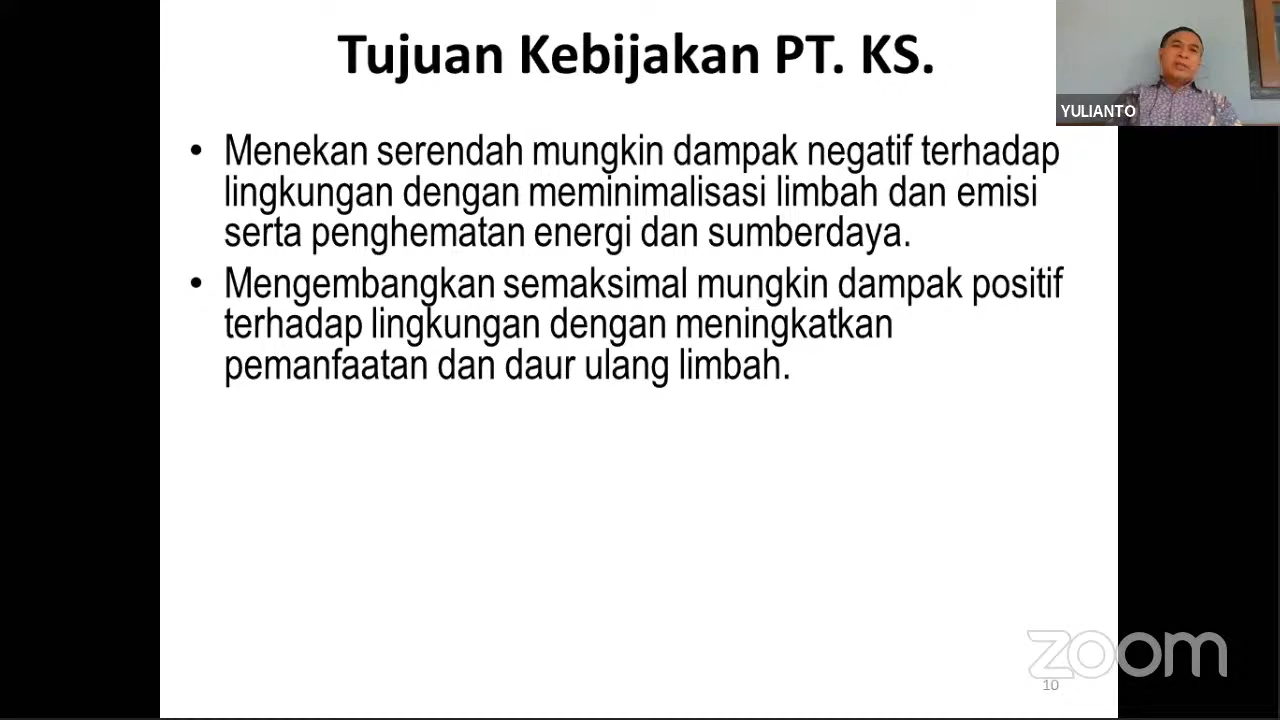 Tujuan Kebijakan PT. KS.
YULIANTO
• Menekan serendah mungkin dampak negatif terhadap
lingkungan dengan meminimalisasi limbah dan emisi
serta penghematan energi dan sumberdaya.
• Mengembangkan semaksimal mungkin dampak positif
terhadap lingkungan dengan meningkatkan
pemanfaatan dan daur ulang limbah.
zoom
10